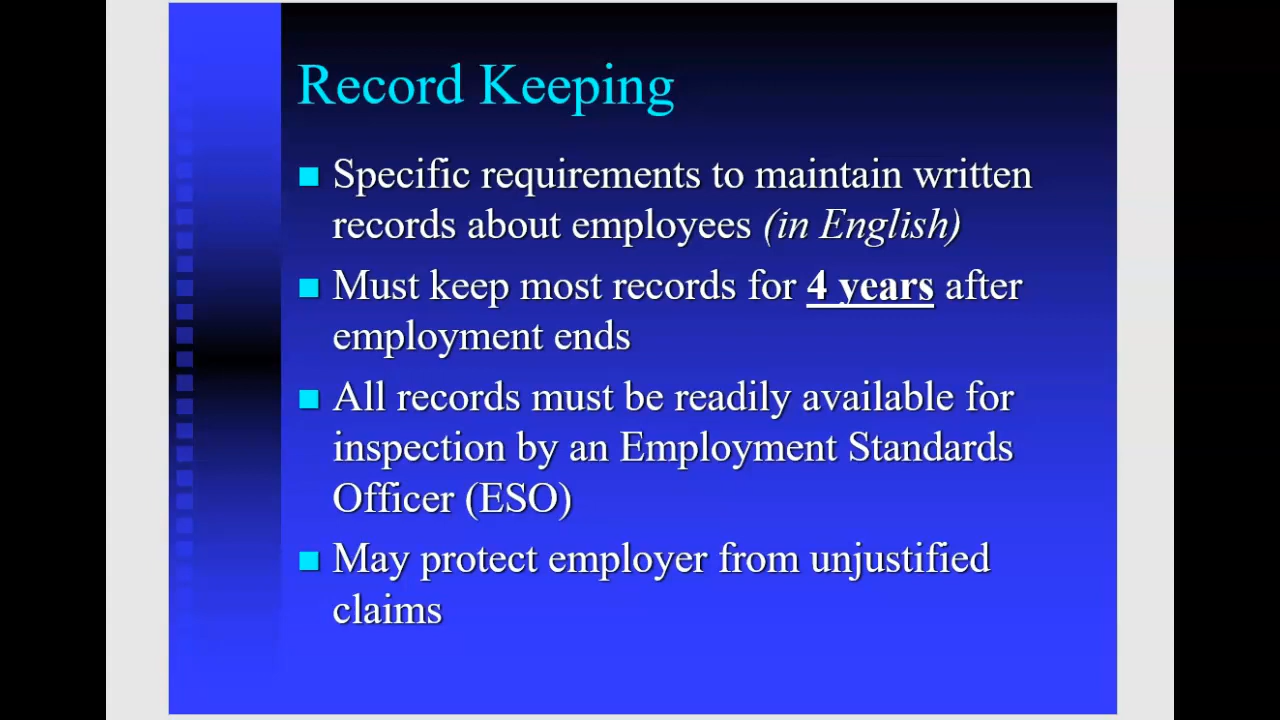 Record Keeping
Specific requirements to maintain written
records about employees (in English)
Must keep most records for 4 years after
employment ends
All records must be readily available for
inspection by an Employment Standards
Officer (ESO)
May protect employer from unjustified
claims